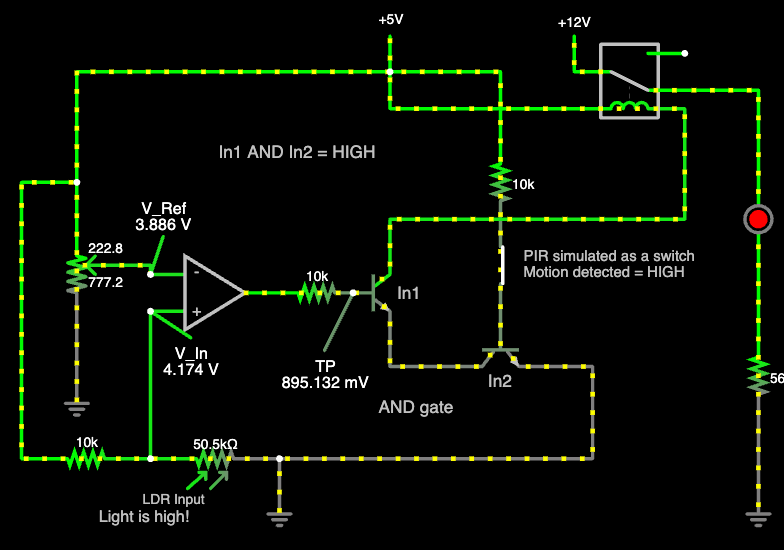 +5V
+12V
In1 AND In2 = HIGH
10k
V_Ref
3.886 V
222.8
777.2
-
+
10k
In1
PIR simulated as a switch
Motion detected = HIGH
V_In
4.174 V
TP
895.132 mV
In2
AND gate
56
10k
50.5kΩ
LDR Input
Light is high!